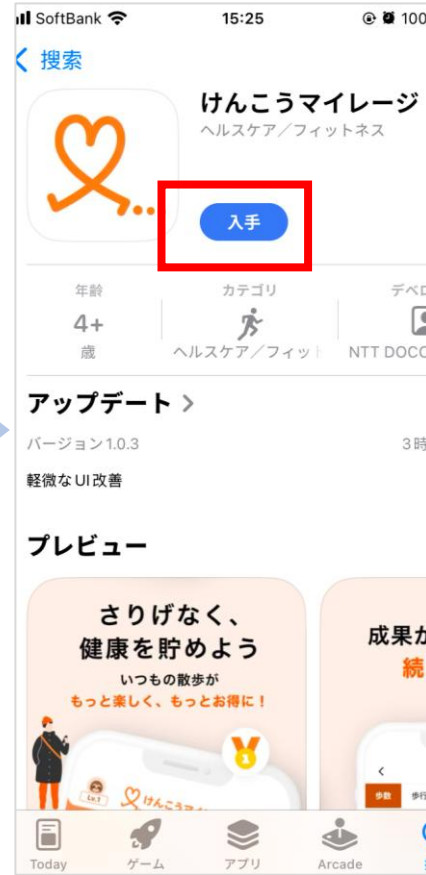 SoftBank 15:25 100
搜索
けんこうマイレージ
ヘルスケア／フィットネス
入手
年齢 カテゴリ デベロ
4+
歳 ヘルスケア／フィット NTT DOCO
アップデート
バージョン1.0.3 3時
軽微なUI改善
プレビュー
さりげなく、
健康を貯めよう
いつもの散歩が
もっと楽しく、もっとお得に！
成果が
続
1
Lv.1 けんこうマイ
歩数 歩行
Today ゲーム アプリ Arcade